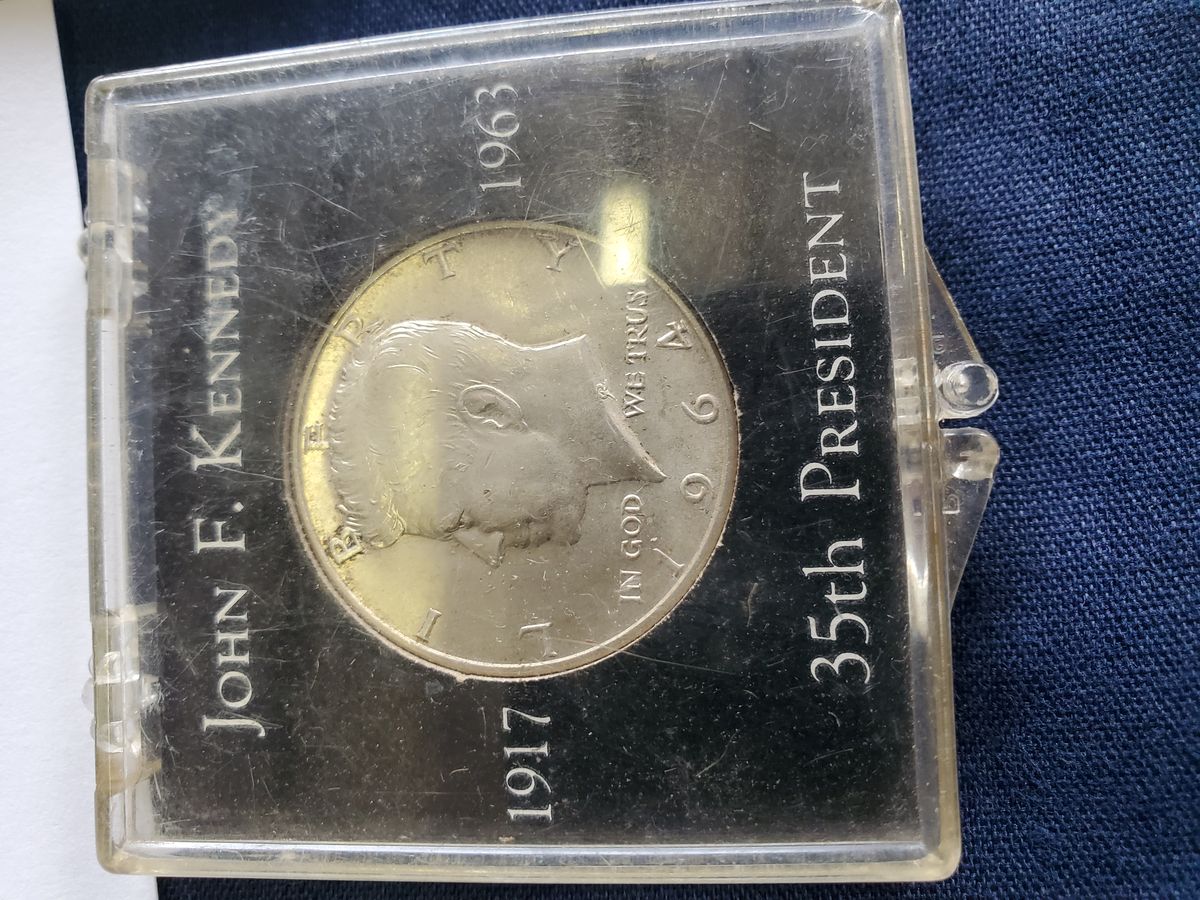 JOHN F. KENNEDY
1917
1963
LIBERTY
IN GOD WE TRUST
1964
35th PRESIDENT